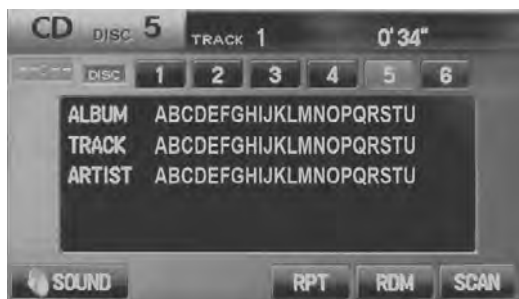 CD DISC 5 TRACK 1 0'34"
DISC 1 2 3 4 5 6
ALBUM ABCDEFGHIJKLMNOPQRSTU
TRACK ABCDEFGHIJKLMNOPQRSTU
ARTIST ABCDEFGHIJKLMNOPQRSTU
SOUND RPT RDM SCAN